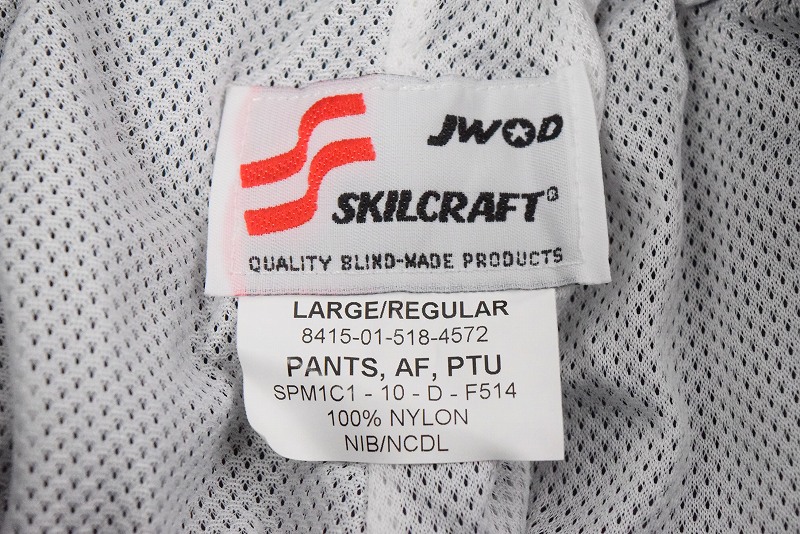 JWOD
SKILCRAFT®
QUALITY BLIND-MADE PRODUCTS
LARGE/REGULAR
8415-01-518-4572
PANTS, AF, PTU
SPM1C1 - 10 - D - F514
100% NYLON
NIB/NCDL